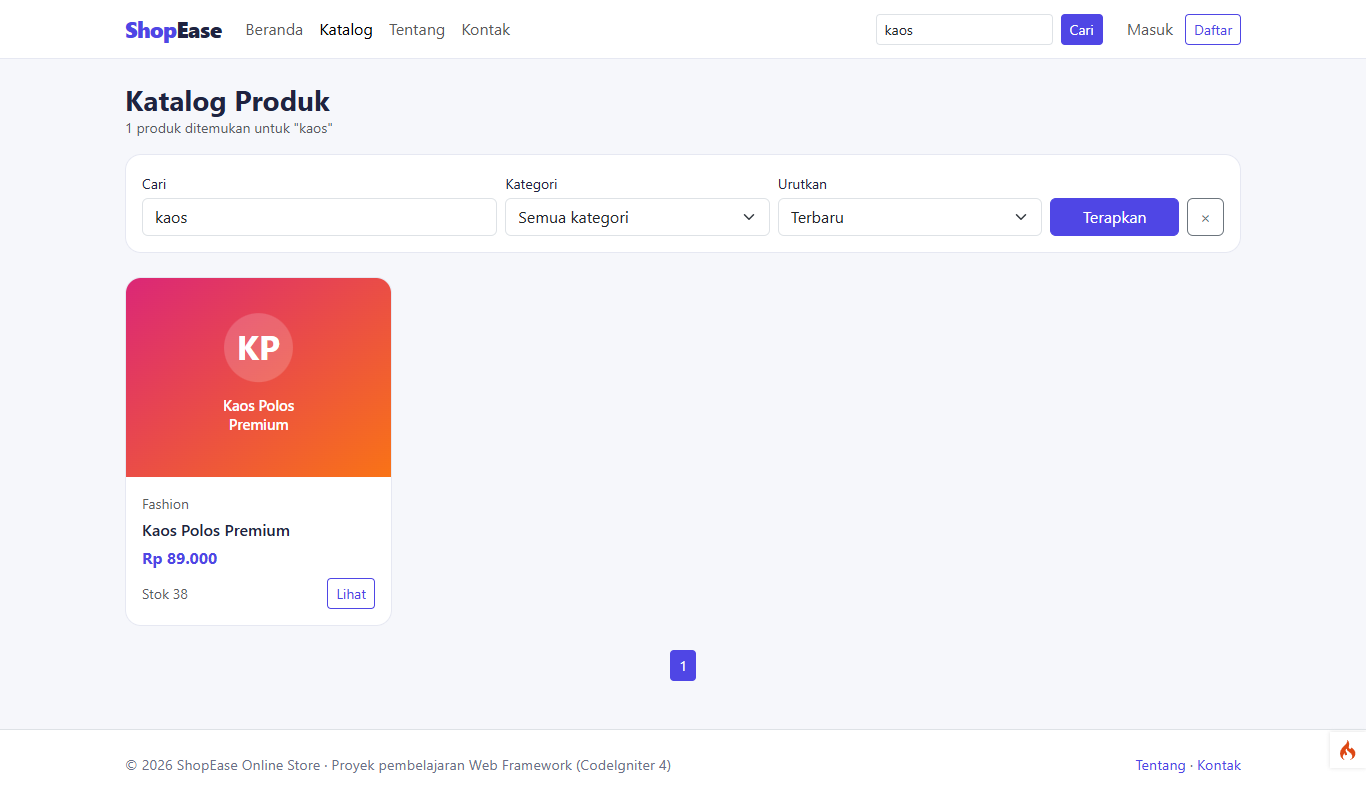 ShopEase Beranda Katalog Tentang Kontak kaos Cari Masuk Daftar
Katalog Produk
1 produk ditemukan untuk "kaos"
Cari Kategori Urutkan
kaos Semua kategori Terbaru Terapkan ×
KP
Kaos Polos
Premium
Fashion
Kaos Polos Premium
Rp 89.000
Stok 38 Lihat
1
© 2026 ShopEase Online Store · Proyek pembelajaran Web Framework (CodeIgniter 4) Tentang · Kontak